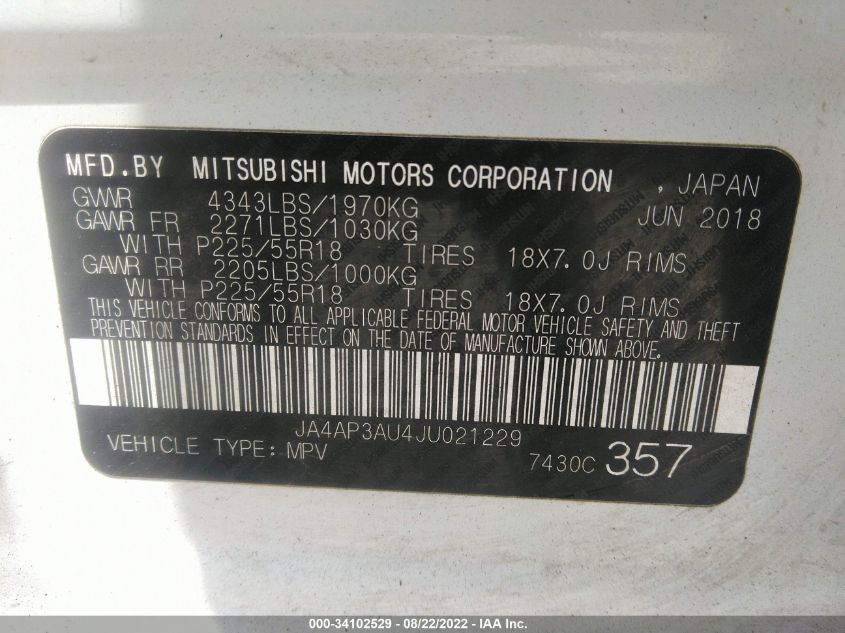 MFD.BY MITSUBISHI MOTORS CORPORATION , JAPAN
GVWR 4343LBS/1970KG JUN 2018
GAWR FR 2271LBS/1030KG
WITH P225/55R18 TIRES 18X7.0J RIMS
GAWR RR 2205LBS/1000KG
WITH P225/55R18 TIRES 18X7.0J RIMS
THIS VEHICLE CONFORMS TO ALL APPLICABLE FEDERAL MOTOR VEHICLE SAFETY AND THEFT
PREVENTION STANDARDS IN EFFECT ON THE DATE OF MANUFACTURE SHOWN ABOVE.
JA4AP3AU4JU021229
VEHICLE TYPE: MPV 7430C 357
000-34102529 - 08/22/2022 - IAA Inc.